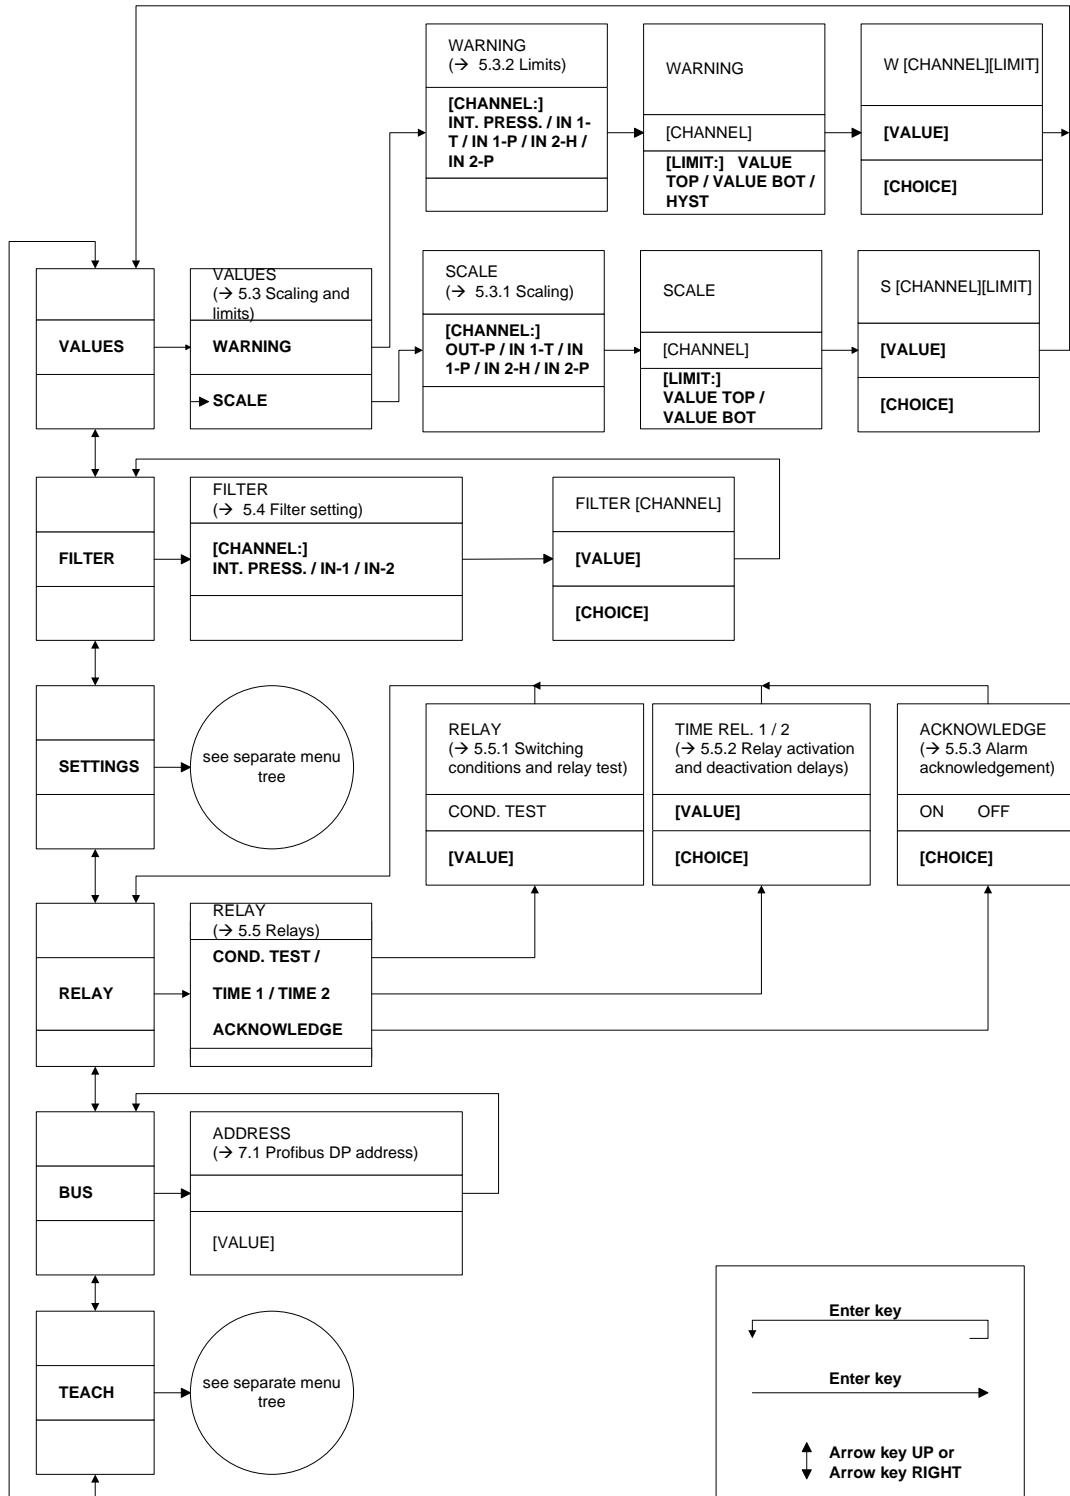 WARNING
(→ 5.3.2 Limits)
[CHANNEL:]
INT. PRESS. / IN 1-
T / IN 1-P / IN 2-H /
IN 2-P
WARNING
[CHANNEL]
[LIMIT:] VALUE
TOP / VALUE BOT /
HYST
W [CHANNEL][LIMIT]
[VALUE]
[CHOICE]
VALUES
VALUES
(→ 5.3 Scaling and
limits)
WARNING
SCALE
SCALE
(→ 5.3.1 Scaling)
[CHANNEL:]
OUT-P / IN 1-T / IN
1-P / IN 2-H / IN 2-P
SCALE
[CHANNEL]
[LIMIT:]
VALUE TOP /
VALUE BOT
S [CHANNEL][LIMIT]
[VALUE]
[CHOICE]
FILTER
FILTER
(→ 5.4 Filter setting)
[CHANNEL:]
INT. PRESS. / IN-1 / IN-2
FILTER [CHANNEL]
[VALUE]
[CHOICE]
SETTINGS
see separate menu
tree
RELAY
(→ 5.5.1 Switching
conditions and relay test)
COND. TEST
[VALUE]
TIME REL. 1 / 2
(→ 5.5.2 Relay activation
and deactivation delays)
[VALUE]
[CHOICE]
ACKNOWLEDGE
(→ 5.5.3 Alarm
acknowledgement)
ON OFF
[CHOICE]
RELAY
RELAY
(→ 5.5 Relays)
COND. TEST /
TIME 1 / TIME 2
ACKNOWLEDGE
BUS
ADDRESS
(→ 7.1 Profibus DP address)
[VALUE]
TEACH
see separate menu
tree
Enter key
Enter key
Arrow key UP or
Arrow key RIGHT